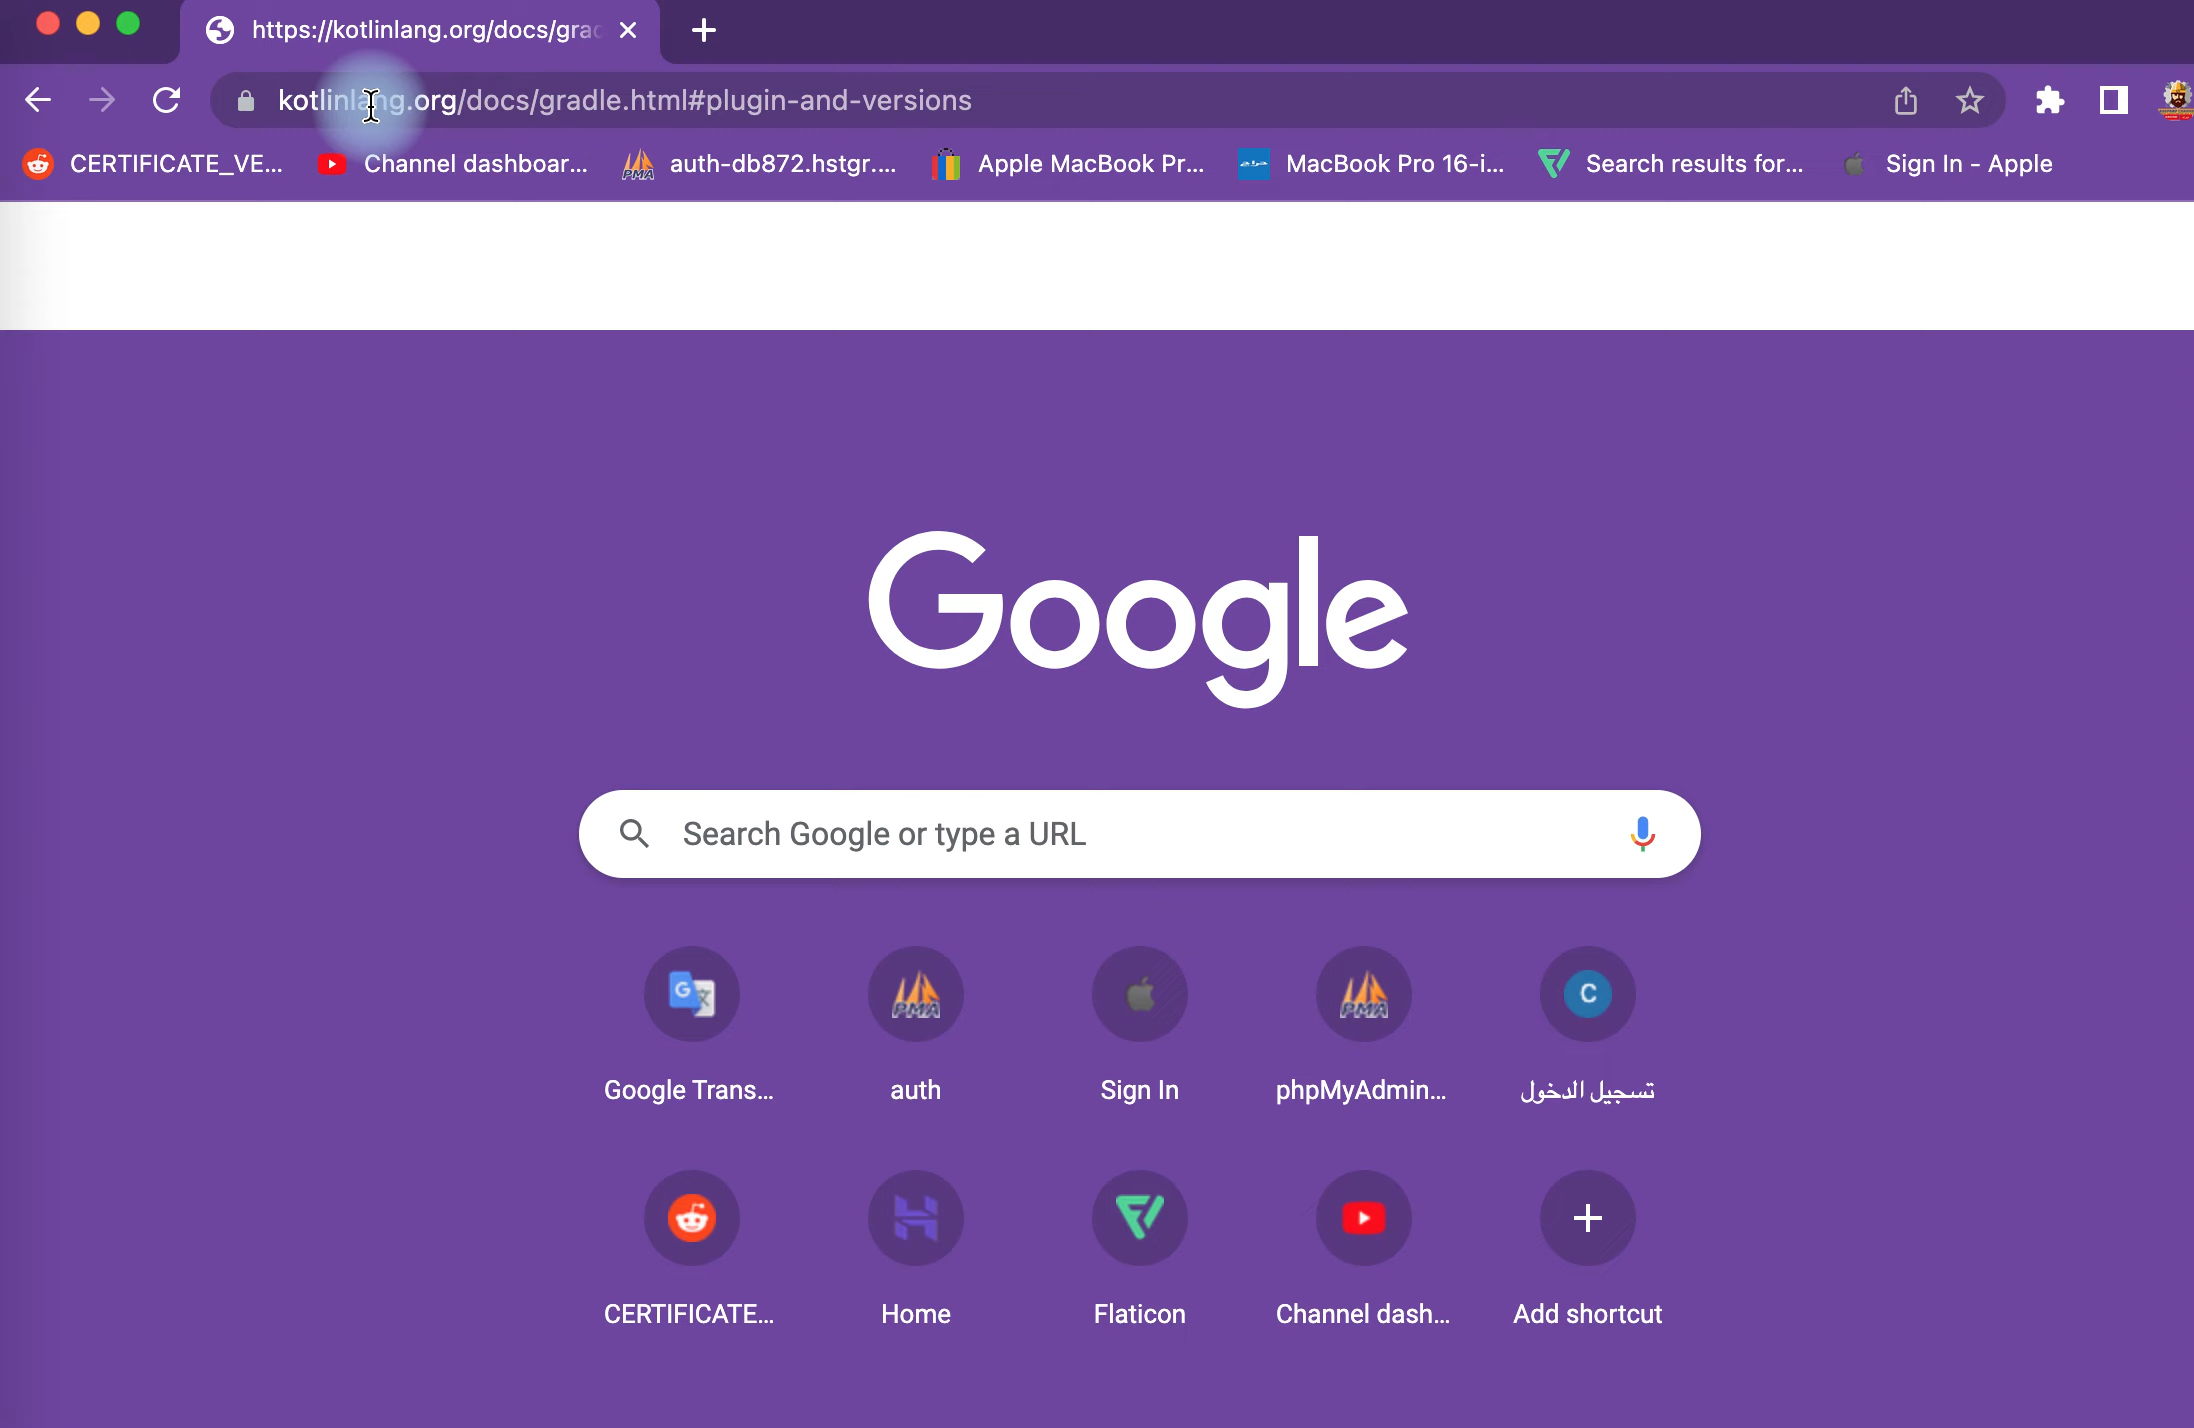 https://kotlinlang.org/docs/grad
kotlinlang.org/docs/gradle.html#plugin-and-versions
CERTIFICATE_VE... Channel dashboar... auth-db872.hstgr.... Apple MacBook Pr... MacBook Pro 16-i... Search results for... Sign In - Apple
Google
Search Google or type a URL
Google Trans... auth Sign In phpMyAdmin... تسجيل الدخول
CERTIFICATE... Home Flaticon Channel dash... Add shortcut